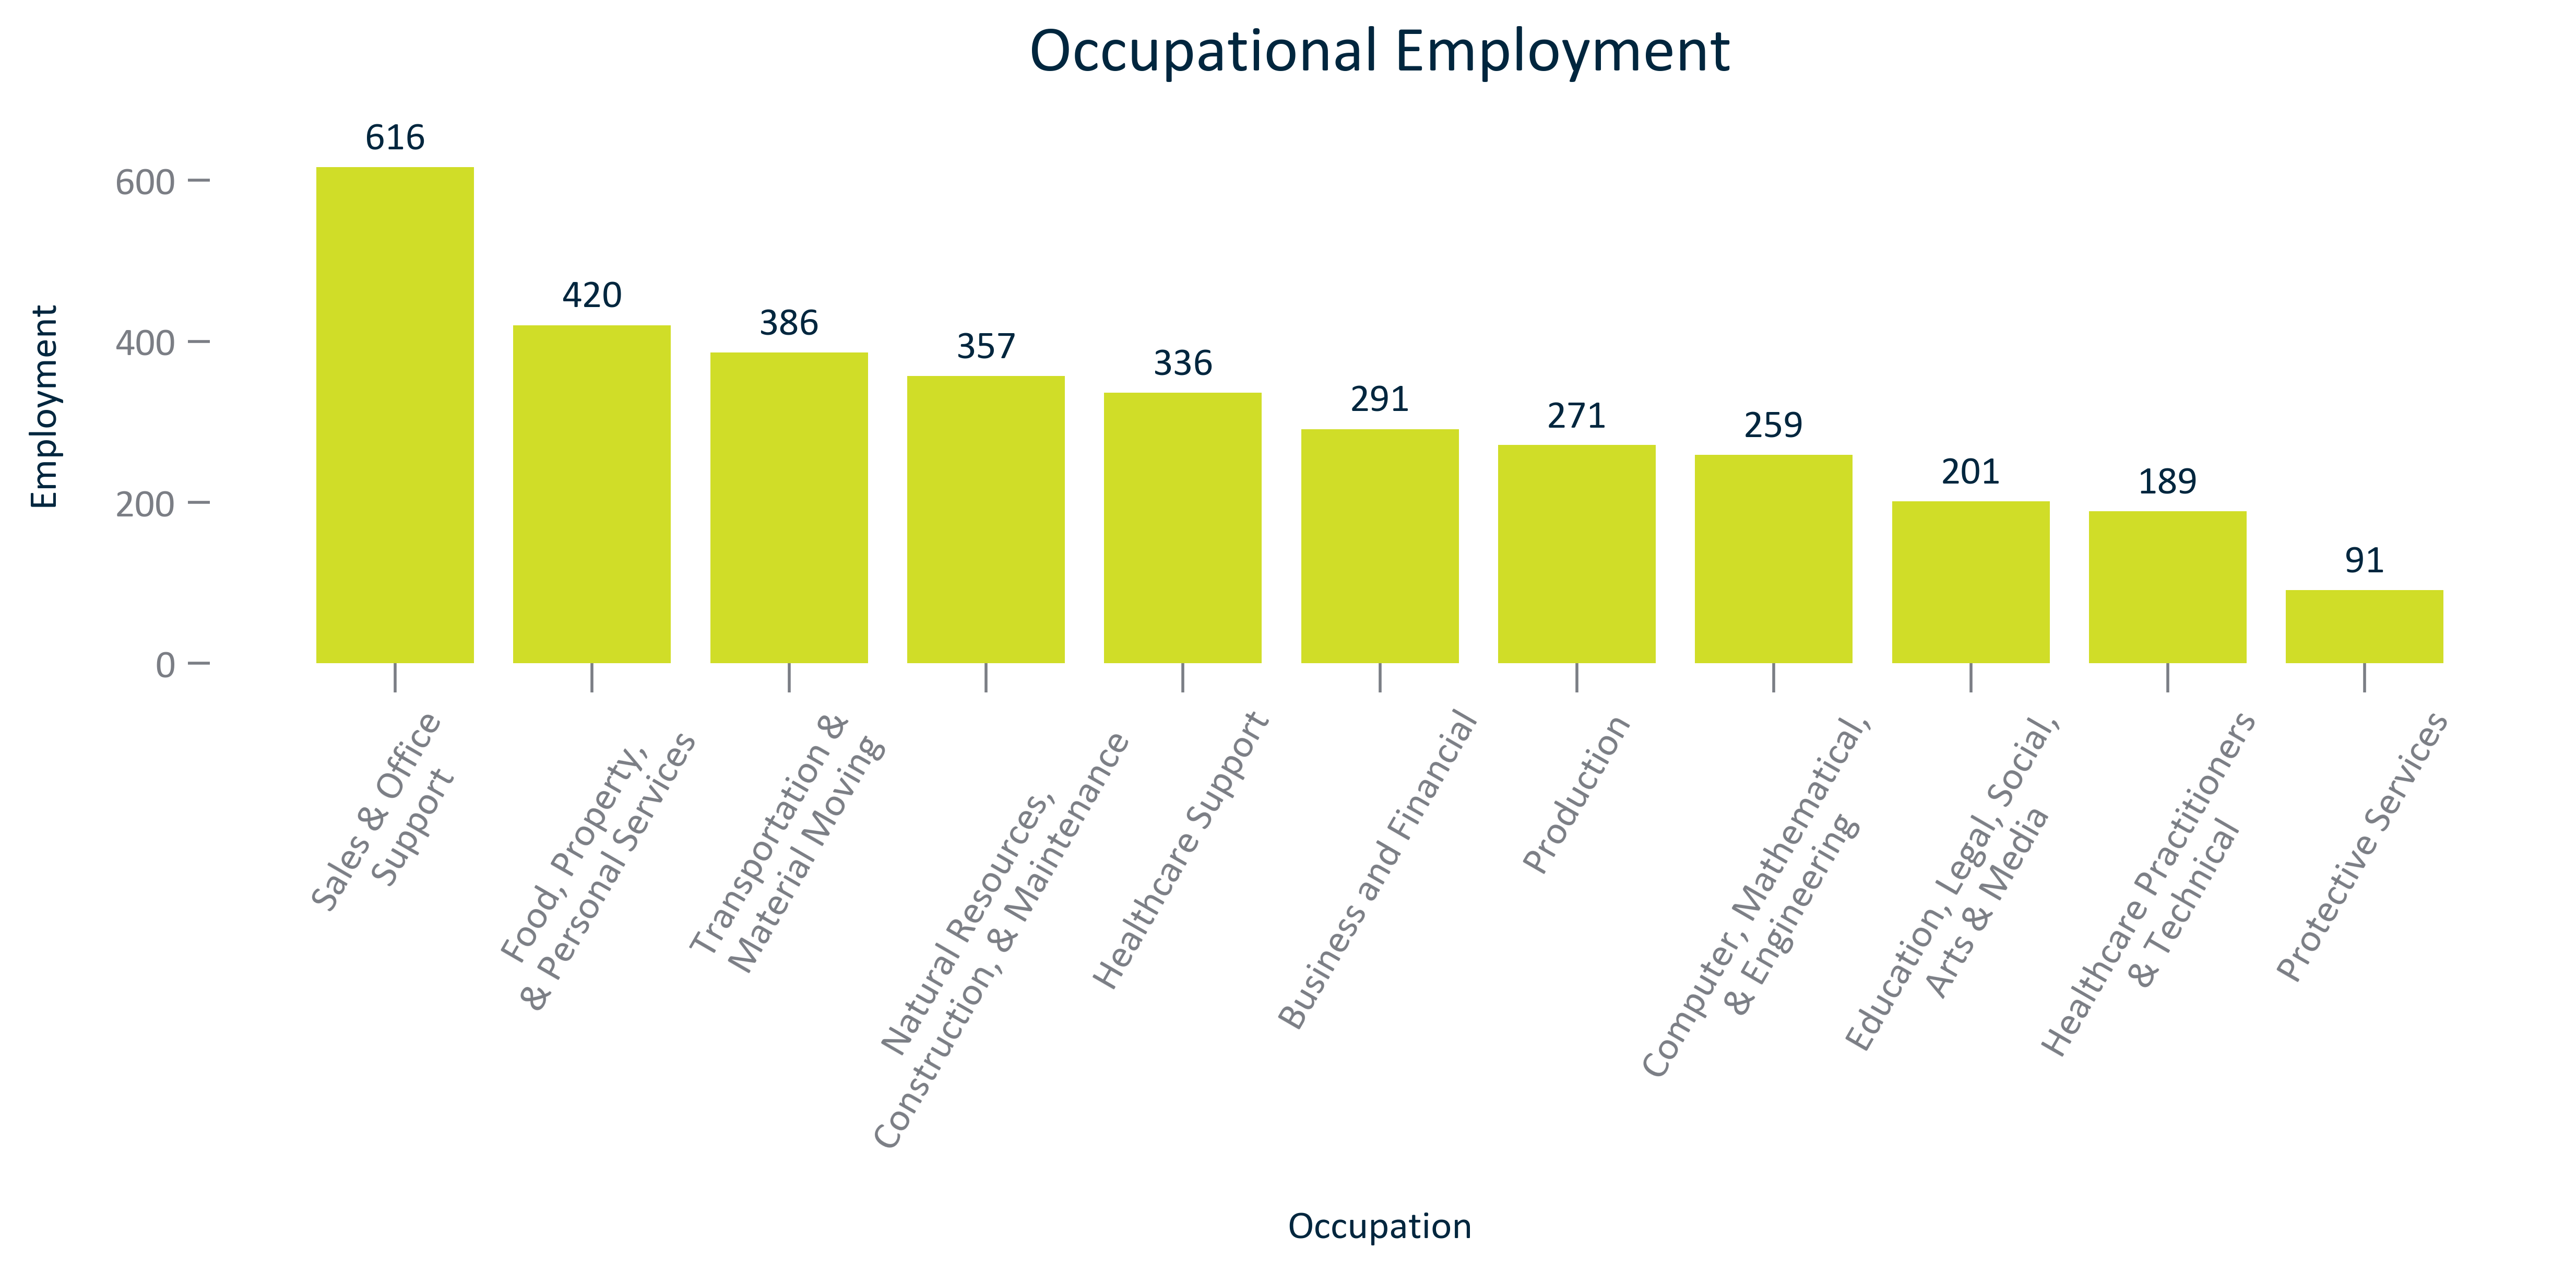 Occupational Employment
616
600
420
400
386
357
336
291
271
259
201
200
189
91
0
Employment
Sales & Office
Support
Food, Property,
& Personal Services
Transportation &
Material Moving
Natural Resources,
Construction, & Maintenance
Healthcare Support
Business and Financial
Production
Computer, Mathematical,
& Engineering
Education, Legal, Social,
Arts & Media
Healthcare Practitioners
& Technical
Protective Services
Occupation